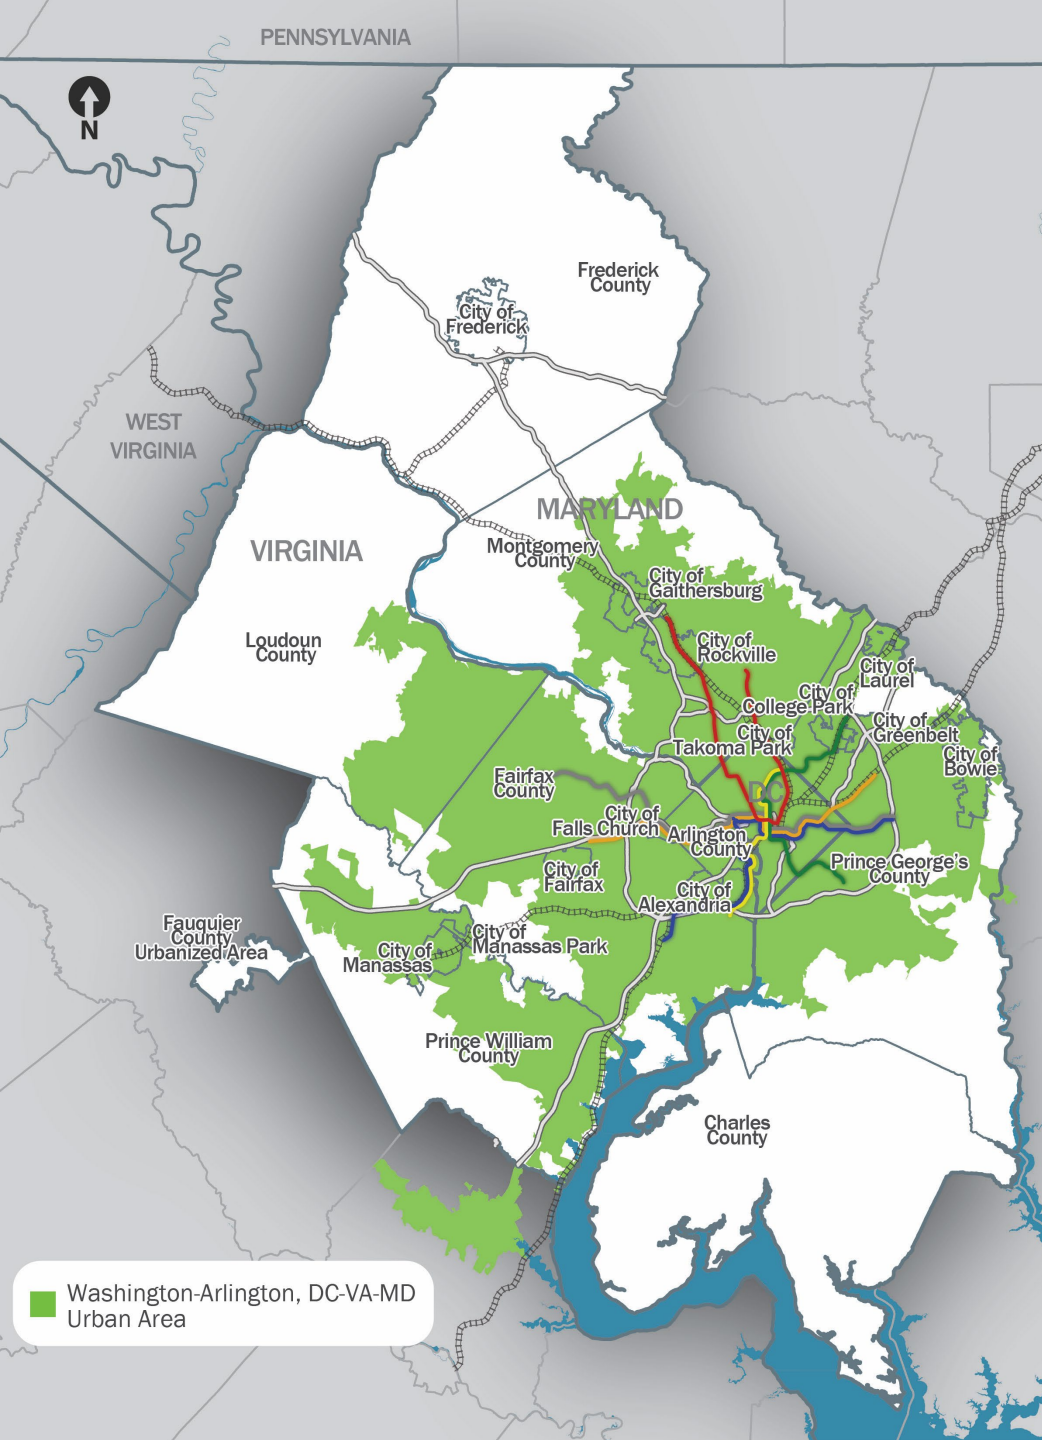 PENNSYLVANIA
N
Frederick
County
City of
Frederick
WEST
VIRGINIA
MARYLAND
VIRGINIA
Montgomery
County
City of
Gaithersburg
Loudoun
County
City of
Rockville
City of
Laurel
City of
College Park
City of
Greenbelt
City of
Takoma Park
City of
Bowie
Fairfax
County
DC
City of
Falls Church
Arlington
County
Prince George's
County
City of
Fairfax
City of
Alexandria
Fauquier
County
Urbanized Area
City of
Manassas Park
City of
Manassas
Prince William
County
Charles
County
Washington-Arlington, DC-VA-MD
Urban Area